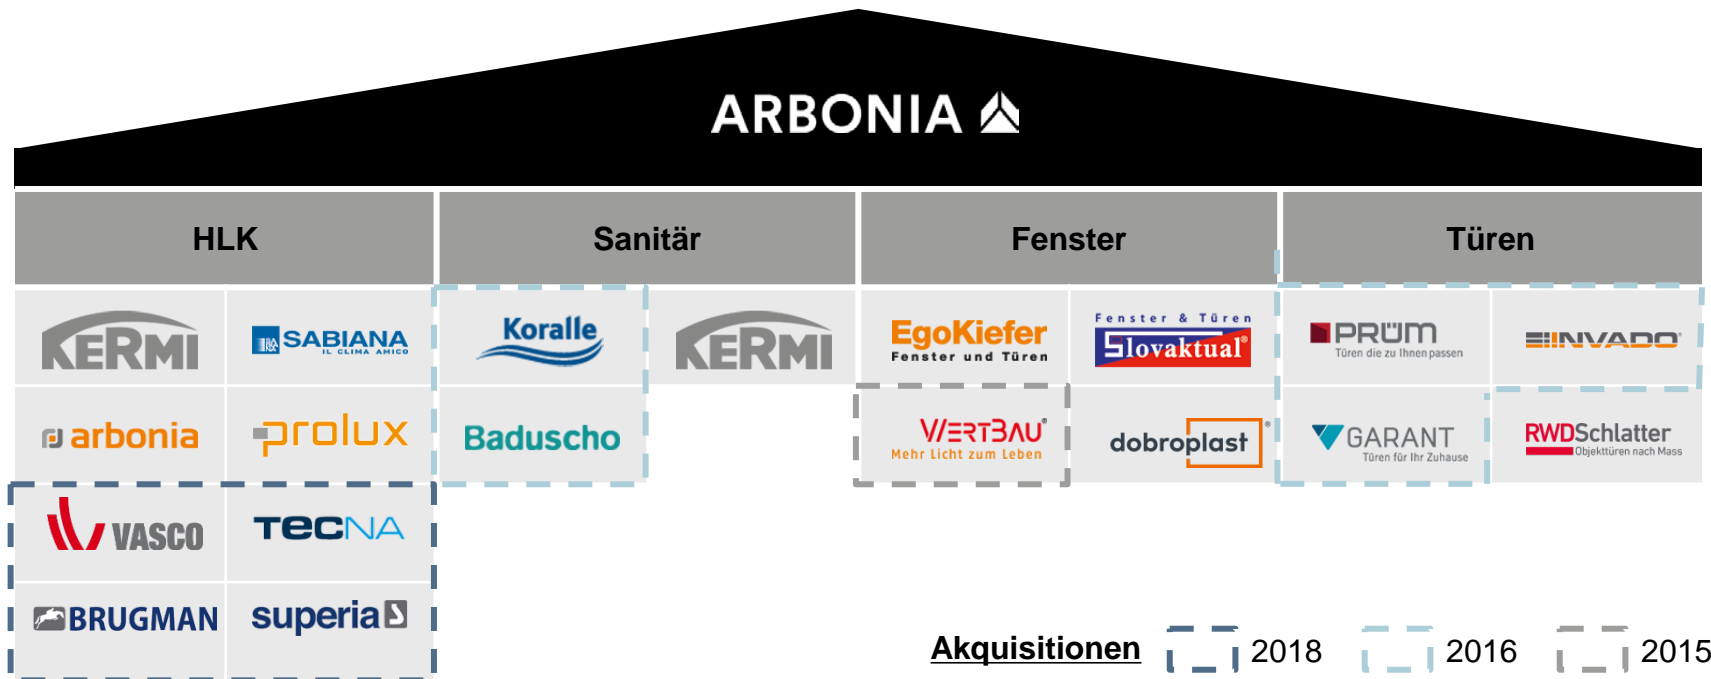 ARBONIA
HLK
Sanitär
Fenster
Türen
KERMI
SABIANA
IL CLIMA AMICO
Koralle
KERMI
EgoKiefer
Fenster und Türen
Fenster & Türen
Slovaktual®
PRÜM
Türen die zu Ihnen passen
INVADO®
arbonia
prolux
Baduscho
WERTBAU®
Mehr Licht zum Leben
dobroplast®
GARANT
Türen für Ihr Zuhause
RWDSchlatter
Objekttüren nach Mass
VASCO
TECNA
BRUGMAN
superia S
Akquisitionen 2018 2016 2015